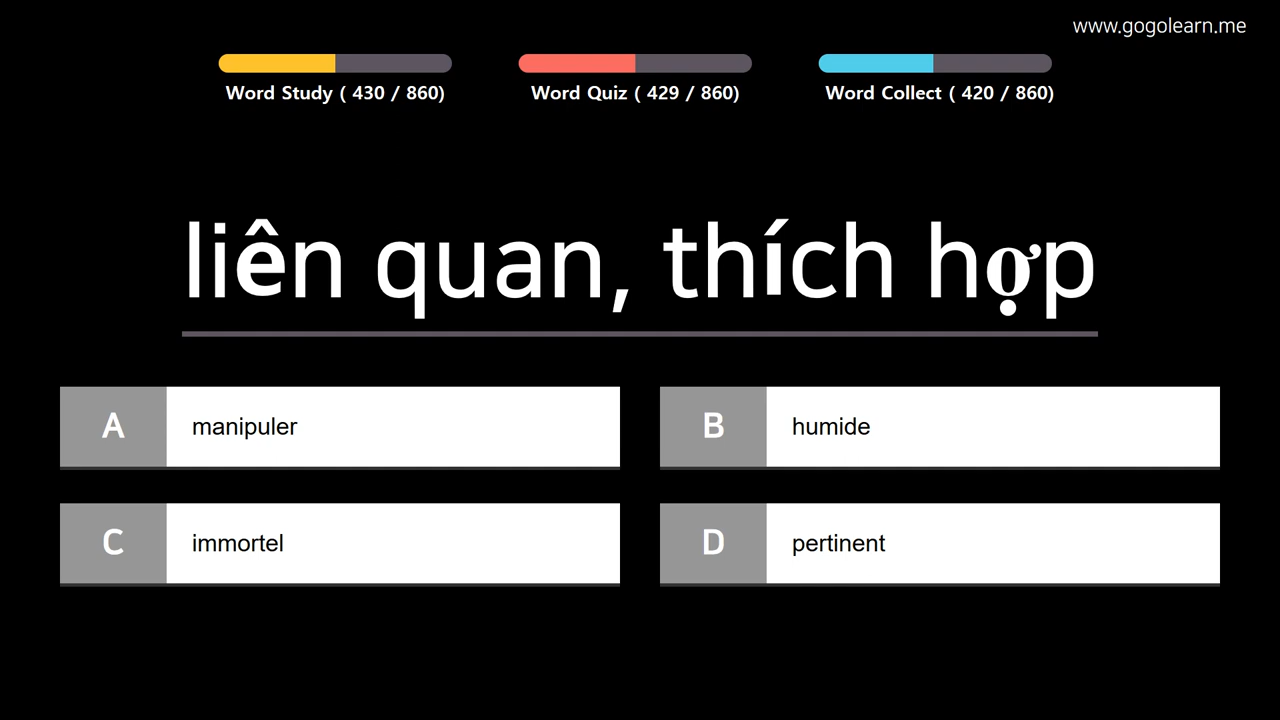 www.gogolearn.me
Word Study ( 430 / 860)
Word Quiz ( 429 / 860)
Word Collect ( 420 / 860)
liên quan, thích hợp
A manipuler
B humide
C immortel
D pertinent